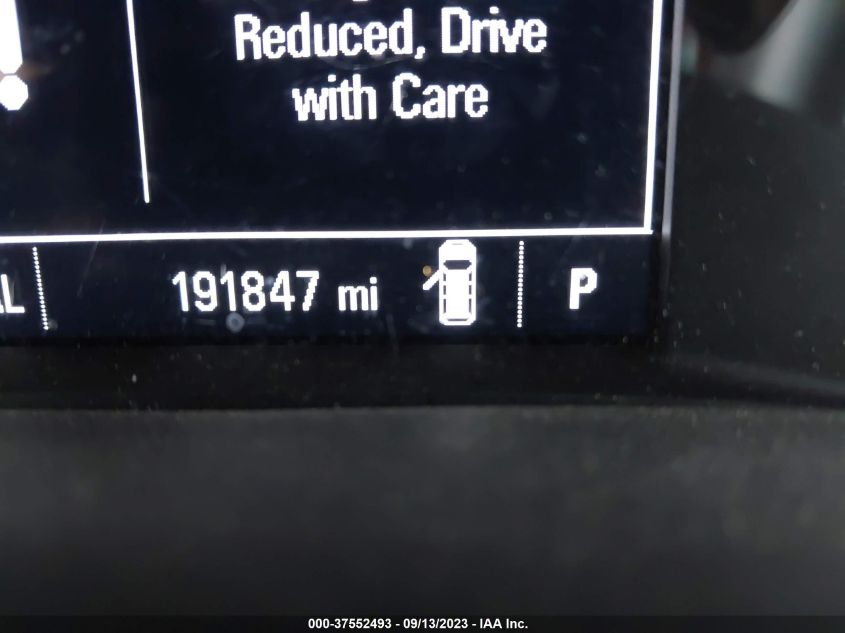 Reduced, Drive
with Care
191847 mi
P
000-37552493 - 09/13/2023 - IAA Inc.